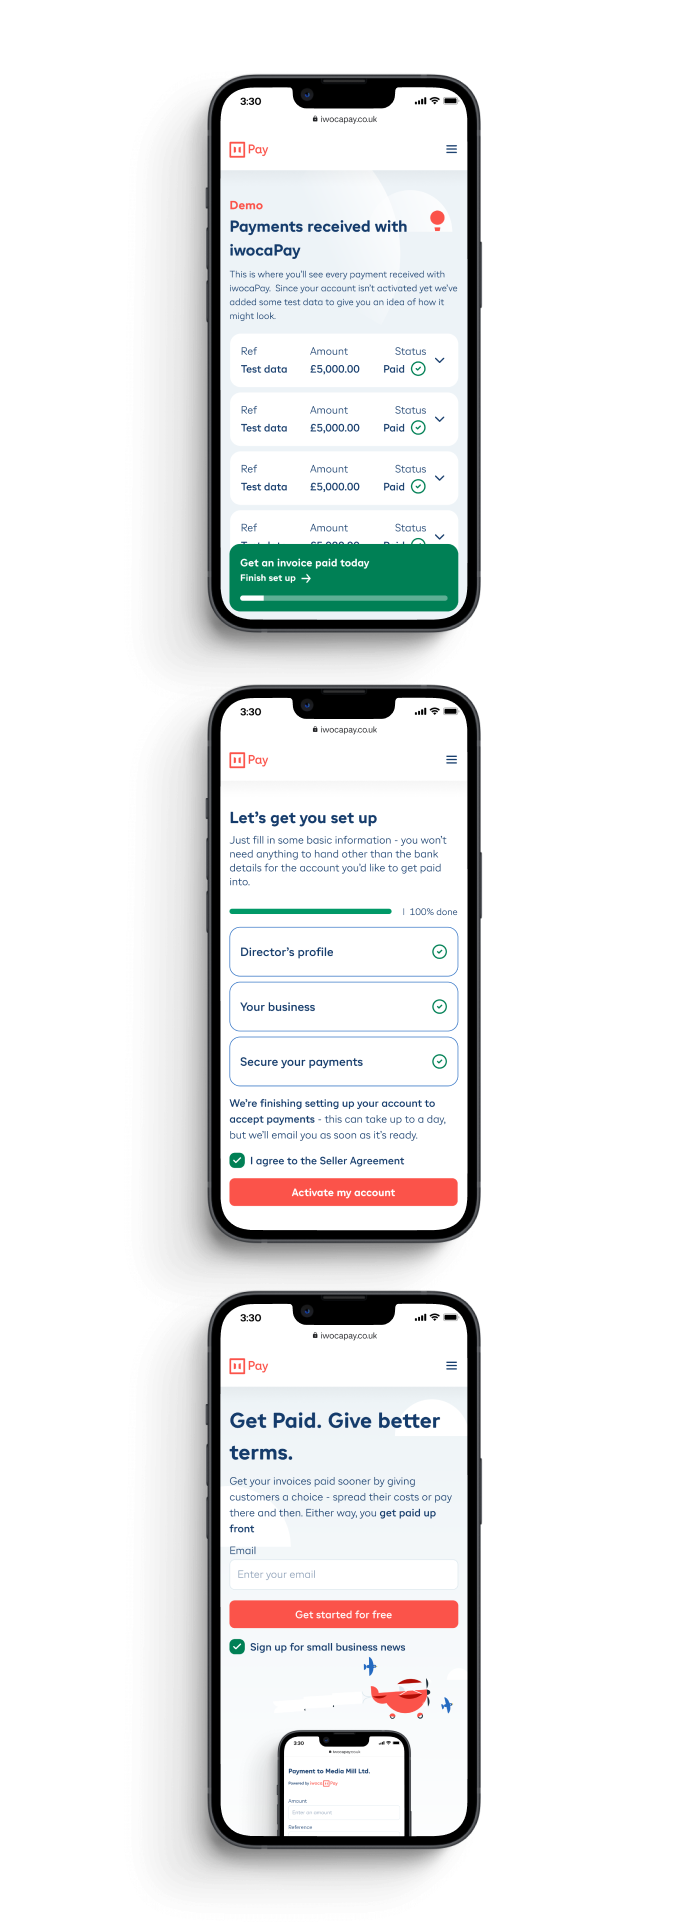 3:30
iwocapay.co.uk
Pay
Demo
Payments received with
iwocaPay
This is where you'll see every payment received with
iwocaPay. Since your account isn't activated yet we've
added some test data to give you an idea of how it
might look.
Ref Amount Status
Test data £5,000.00 Paid
Ref Amount Status
Test data £5,000.00 Paid
Ref Amount Status
Test data £5,000.00 Paid
Ref Amount Status
Get an invoice paid today
Finish set up →
3:30
iwocapay.co.uk
Pay
Let's get you set up
Just fill in some basic information - you won't
need anything to hand other than the bank
details for the account you'd like to get paid
into.
| 100% done
Director's profile
Your business
Secure your payments
We're finishing setting up your account to
accept payments - this can take up to a day,
but we'll email you as soon as it's ready.
I agree to the Seller Agreement
Activate my account
3:30
iwocapay.co.uk
Pay
Get Paid. Give better
terms.
Get your invoices paid sooner by giving
customers a choice - spread their costs or pay
there and then. Either way, you get paid up
front
Email
Enter your email
Get started for free
Sign up for small business news
3:30
iwocapay.co.uk
Payment to Media Mill Ltd.
Powered by iwoca Pay
Amount
Enter an amount
Reference